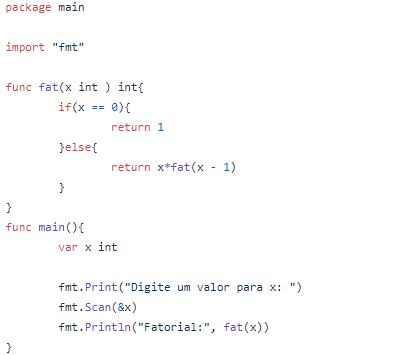 package main
import "fmt"
func fat(x int ) int{
if(x == 0){
return 1
}else{
return x*fat(x - 1)
}
}
func main(){
var x int
fmt.Print("Digite um valor para x: ")
fmt.Scan(&x)
fmt.Println("Fatorial:", fat(x))
}